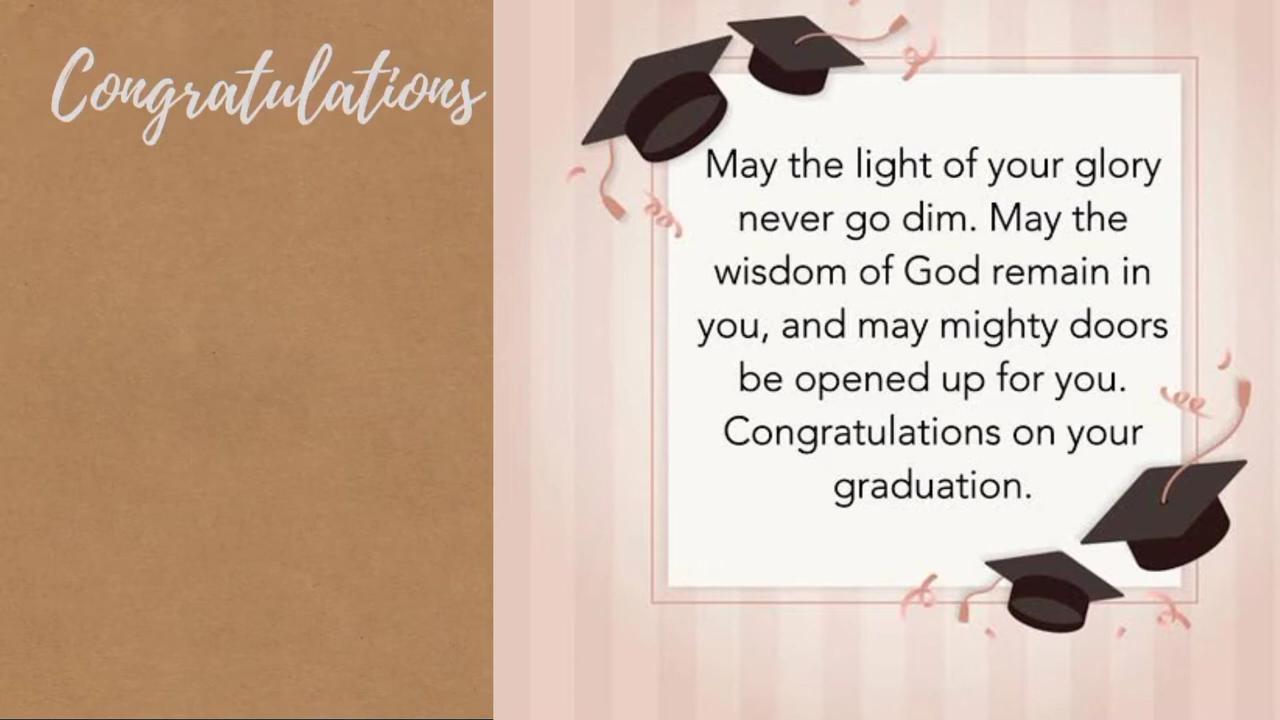 Congratulations
May the light of your glory
never go dim. May the
wisdom of God remain in
you, and may mighty doors
be opened up for you.
Congratulations on your
graduation.